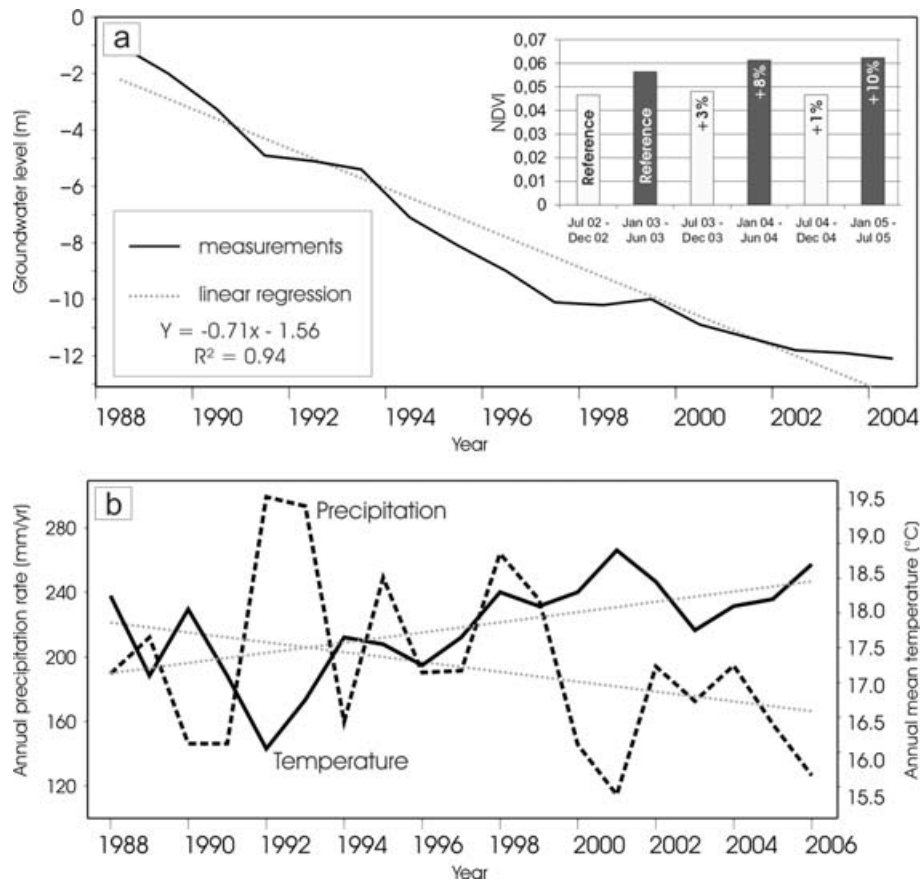 a
0
−2
−4
−6
−8
−10
−12
Groundwater level (m)
measurements
linear regression
Y = -0.71x - 1.56
R² = 0.94
1988 1990 1992 1994 1996 1998 2000 2002 2004
Year
0,07
0,06
0,05
0,04
0,03
0,02
0,01
0
NDVI
Reference
Reference
+3%
+8%
+1%
+10%
Jul 02 - Jan 03 - Jul 03 - Jan 04 - Jul 04 - Jan 05 -
Dec 02 Jun 03 Dec 03 Jun 04 Dec 04 Jul 05
b
280
240
200
160
120
Annual precipitation rate (mm/yr)
Precipitation
Temperature
19.5
19.0
18.5
18.0
17.5
17.0
16.5
16.0
15.5
Annual mean temperature (°C)
1988 1990 1992 1994 1996 1998 2000 2002 2004 2006
Year